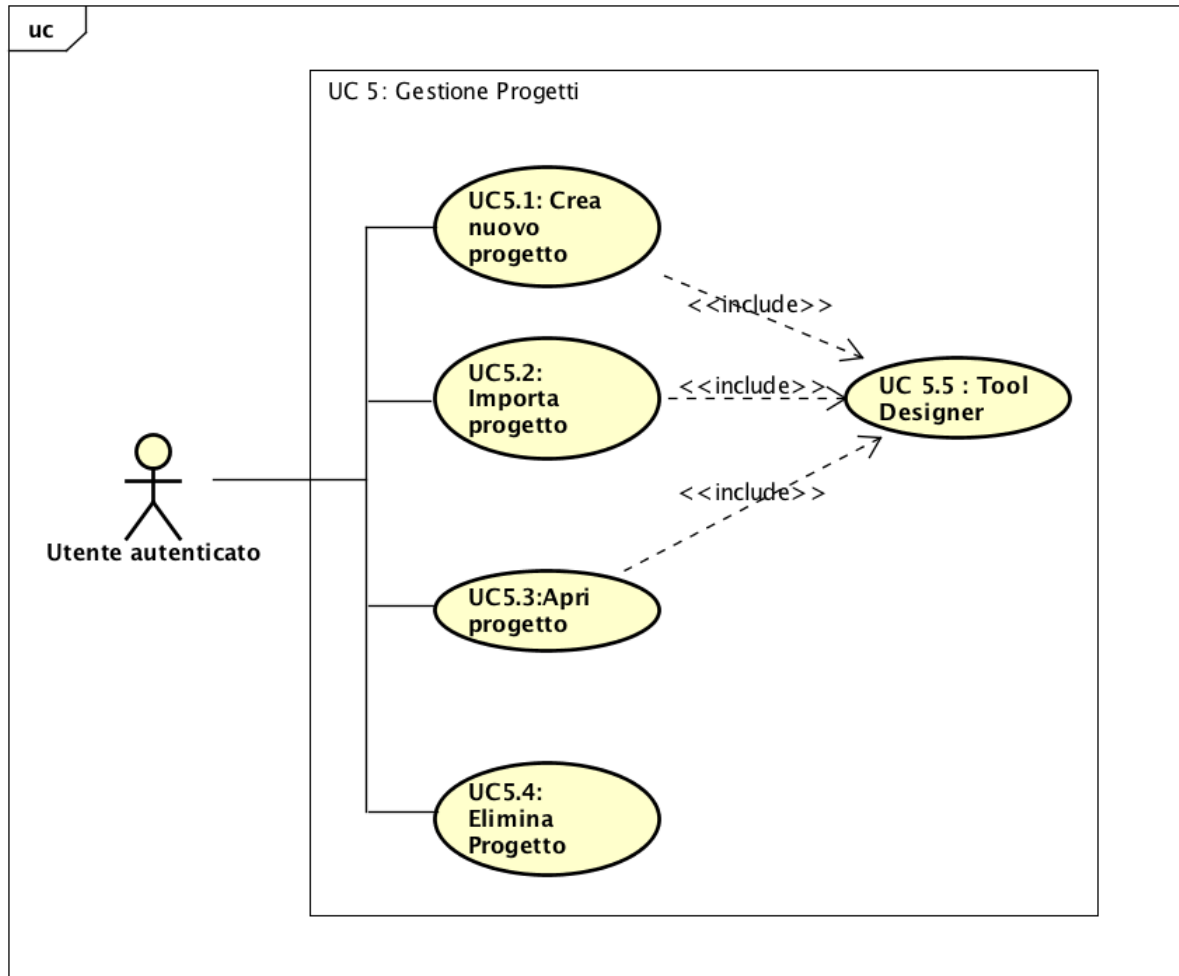 uc
UC 5: Gestione Progetti
UC5.1: Crea
nuovo
progetto
<<include>>
UC5.2:
Importa
progetto
<<include>>
UC 5.5 : Tool
Designer
<<include>>
Utente autenticato
UC5.3:Apri
progetto
UC5.4:
Elimina
Progetto